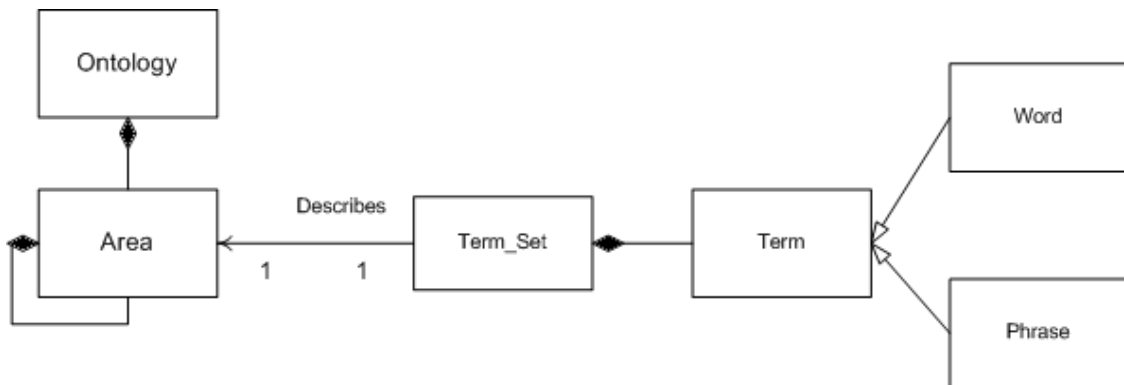 Ontology
Word
Describes
Area
Term_Set
Term
1
1
Phrase